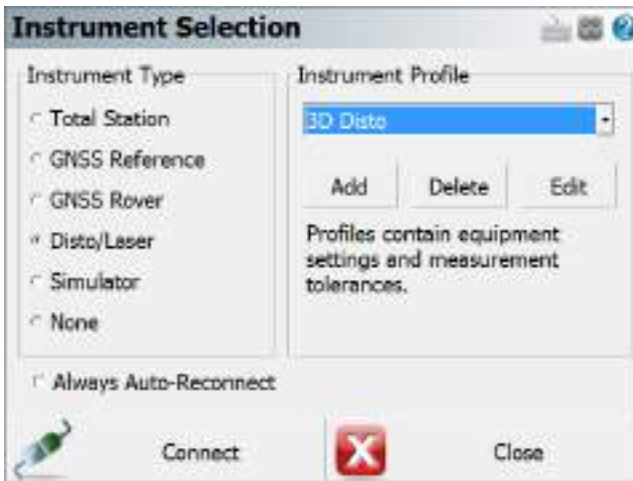 Instrument Selection
Instrument Type
Total Station
GNSS Reference
GNSS Rover
Disto/Laser
Simulator
None
Instrument Profile
3D Disto
Add Delete Edit
Profiles contain equipment
settings and measurement
tolerances.
Always Auto-Reconnect
Connect
Close